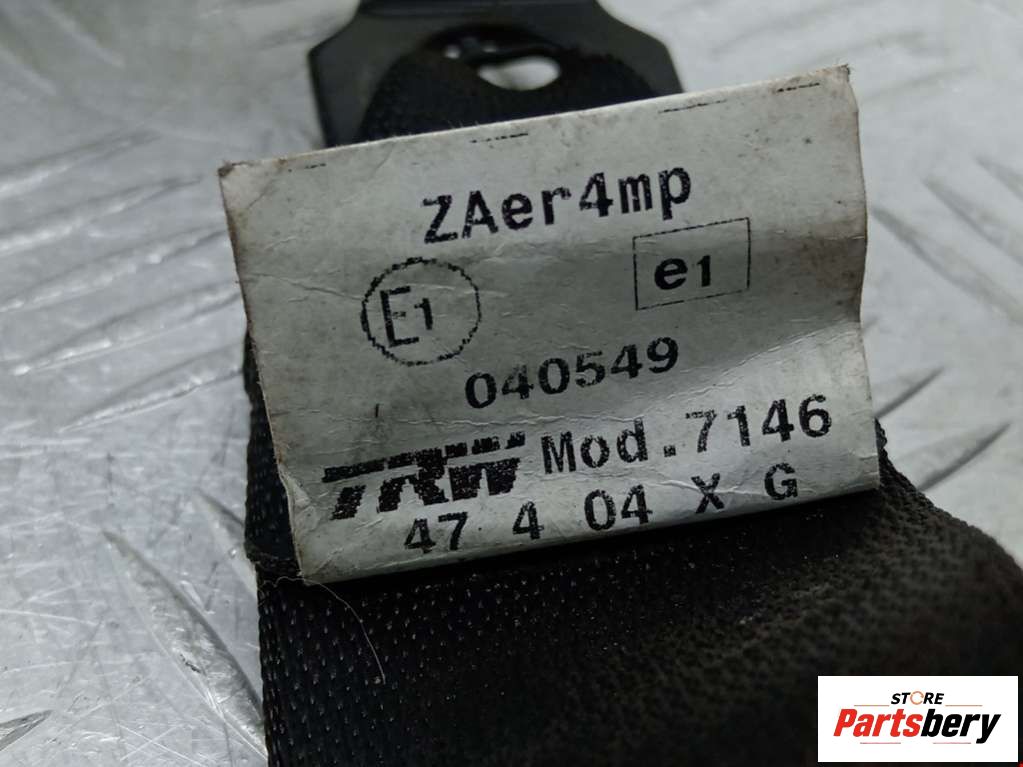 ZAer4mp
E1 e1
040549
TRW Mod.7146
47 4 04 X G
STORE
Partsbery